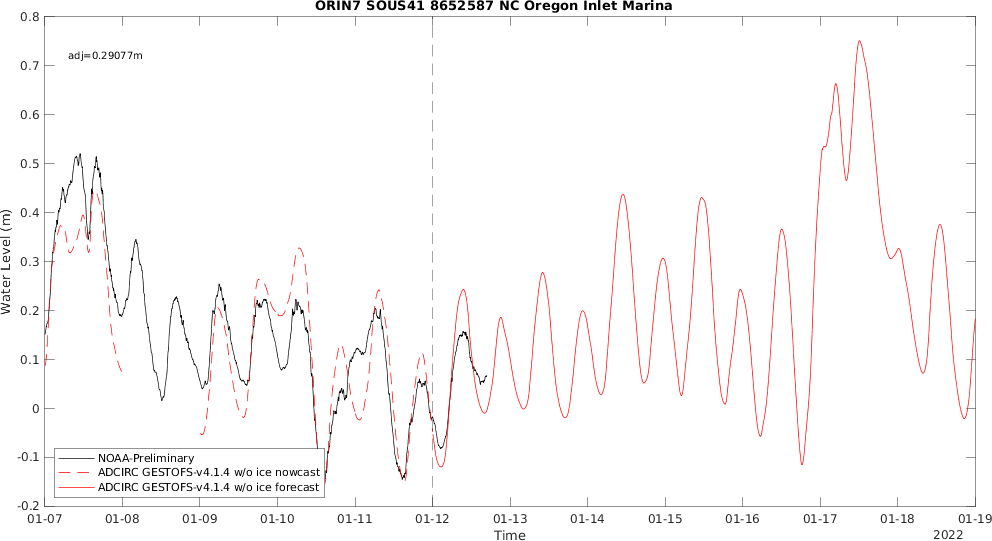 ORIN7 SOUS41 8652587 NC Oregon Inlet Marina
adj=0.29077m
Water Level (m)
0.8
0.7
0.6
0.5
0.4
0.3
0.2
0.1
0
-0.1
-0.2
NOAA-Preliminary
ADCIRC GESTOFS-v4.1.4 w/o ice nowcast
ADCIRC GESTOFS-v4.1.4 w/o ice forecast
01-07 01-08 01-09 01-10 01-11 01-12 01-13 01-14 01-15 01-16 01-17 01-18 01-19
Time
2022